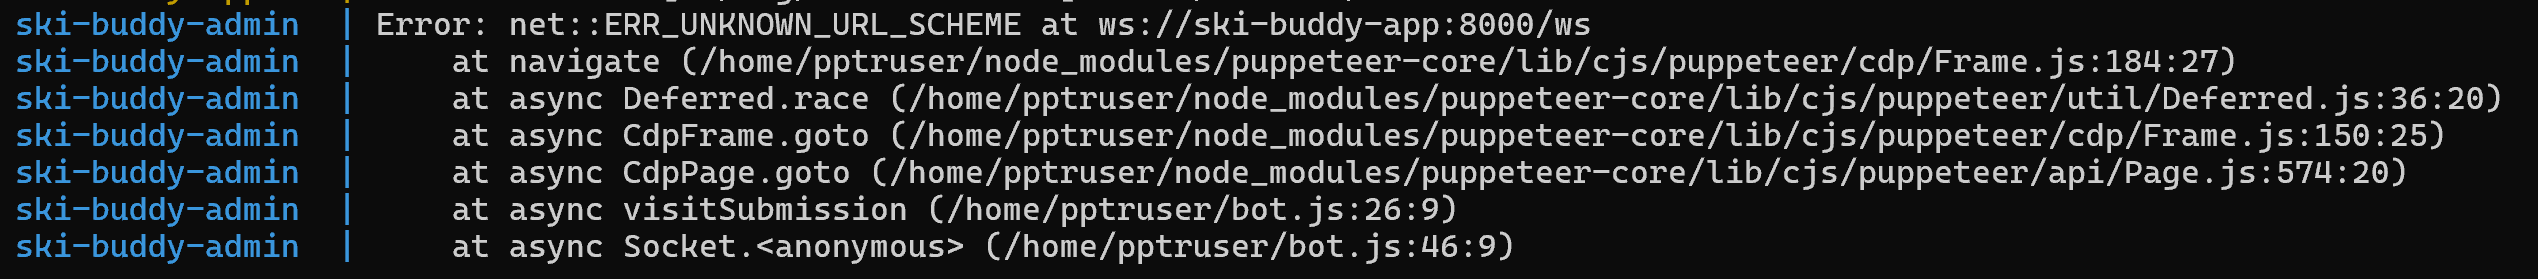 ski-buddy-admin | Error: net::ERR_UNKNOWN_URL_SCHEME at ws://ski-buddy-app:8000/ws
ski-buddy-admin |     at navigate (/home/pptruser/node_modules/puppeteer-core/lib/cjs/puppeteer/cdp/Frame.js:184:27)
ski-buddy-admin |     at async Deferred.race (/home/pptruser/node_modules/puppeteer-core/lib/cjs/puppeteer/util/Deferred.js:36:20)
ski-buddy-admin |     at async CdpFrame.goto (/home/pptruser/node_modules/puppeteer-core/lib/cjs/puppeteer/cdp/Frame.js:150:25)
ski-buddy-admin |     at async CdpPage.goto (/home/pptruser/node_modules/puppeteer-core/lib/cjs/puppeteer/api/Page.js:574:20)
ski-buddy-admin |     at async visitSubmission (/home/pptruser/bot.js:26:9)
ski-buddy-admin |     at async Socket.<anonymous> (/home/pptruser/bot.js:46:9)